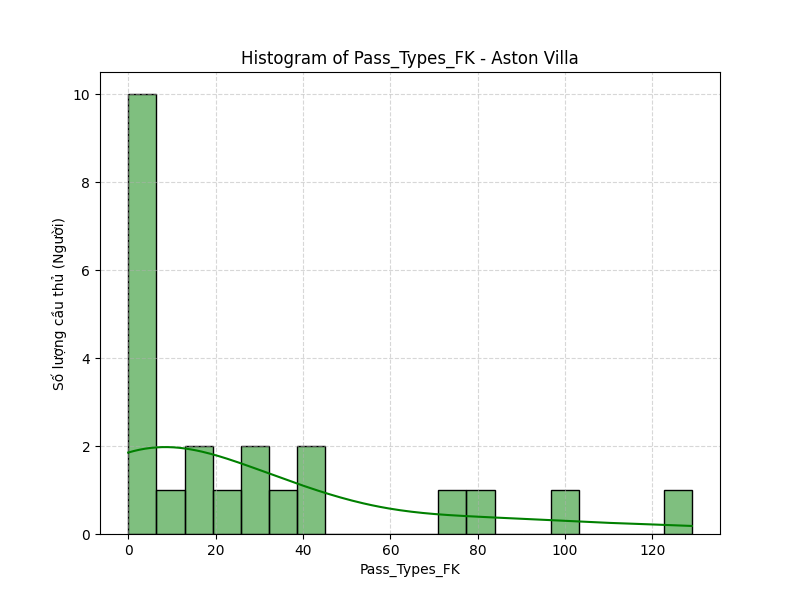 Histogram of Pass_Types_FK - Aston Villa
10
8
6
4
2
0
Số lượng cầu thủ (Người)
0 20 40 60 80 100 120
Pass_Types_FK